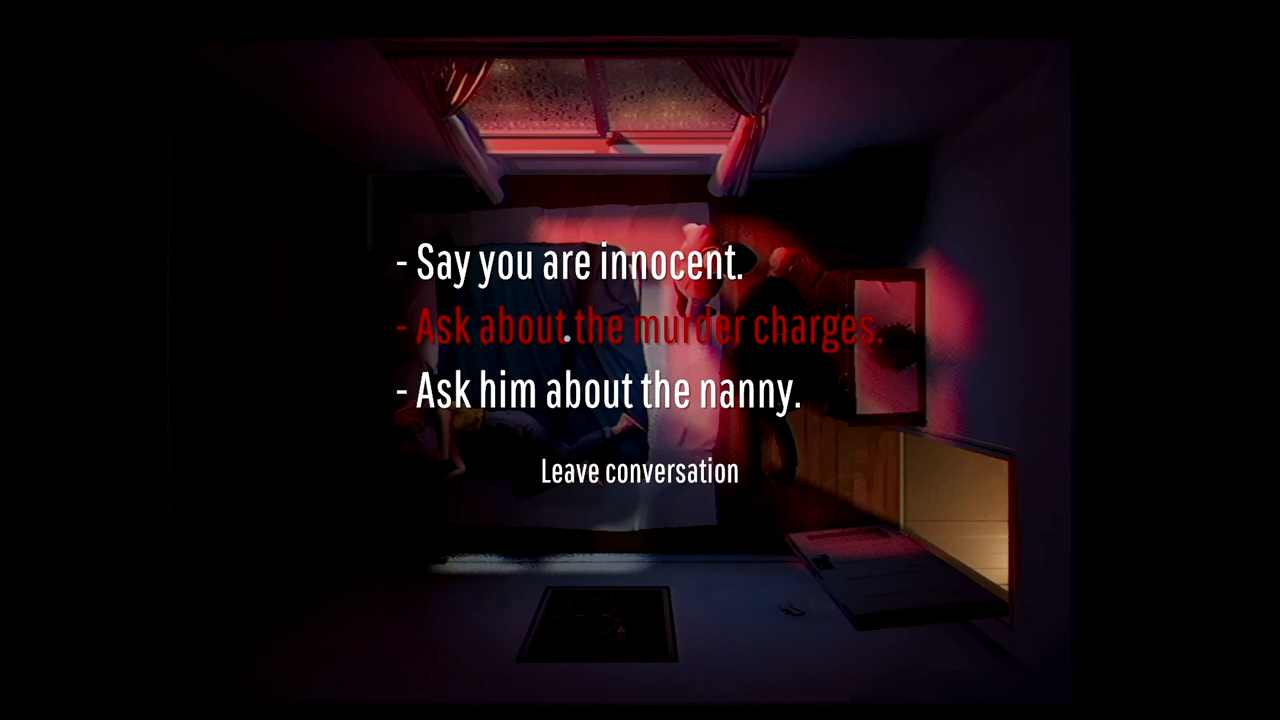 - Say you are innocent.
- Ask about the murder charges.
- Ask him about the nanny.
Leave conversation